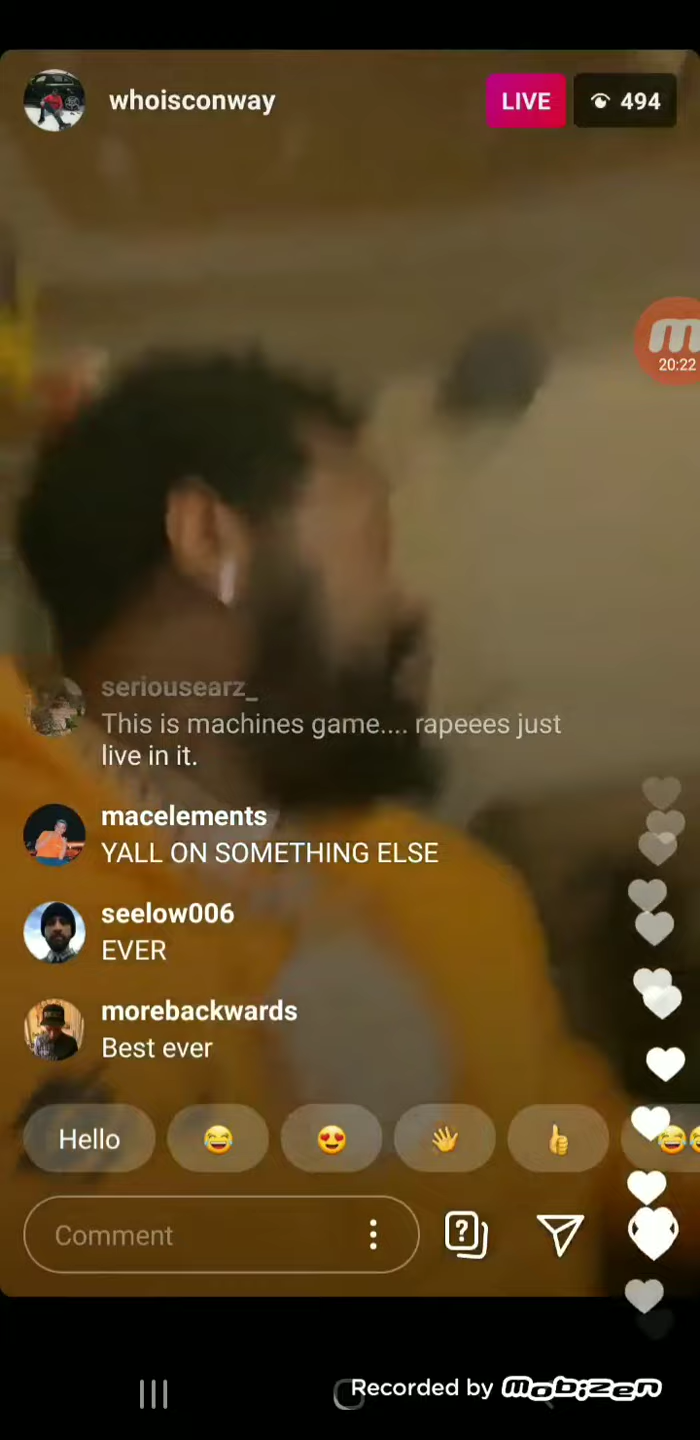 whoisconway
LIVE
494
20:22
seriousearz_
This is machines game.... rapeees just
live in it.
macelements
YALL ON SOMETHING ELSE
seelow006
EVER
morebackwards
Best ever
Hello
Comment
Recorded by mobizen